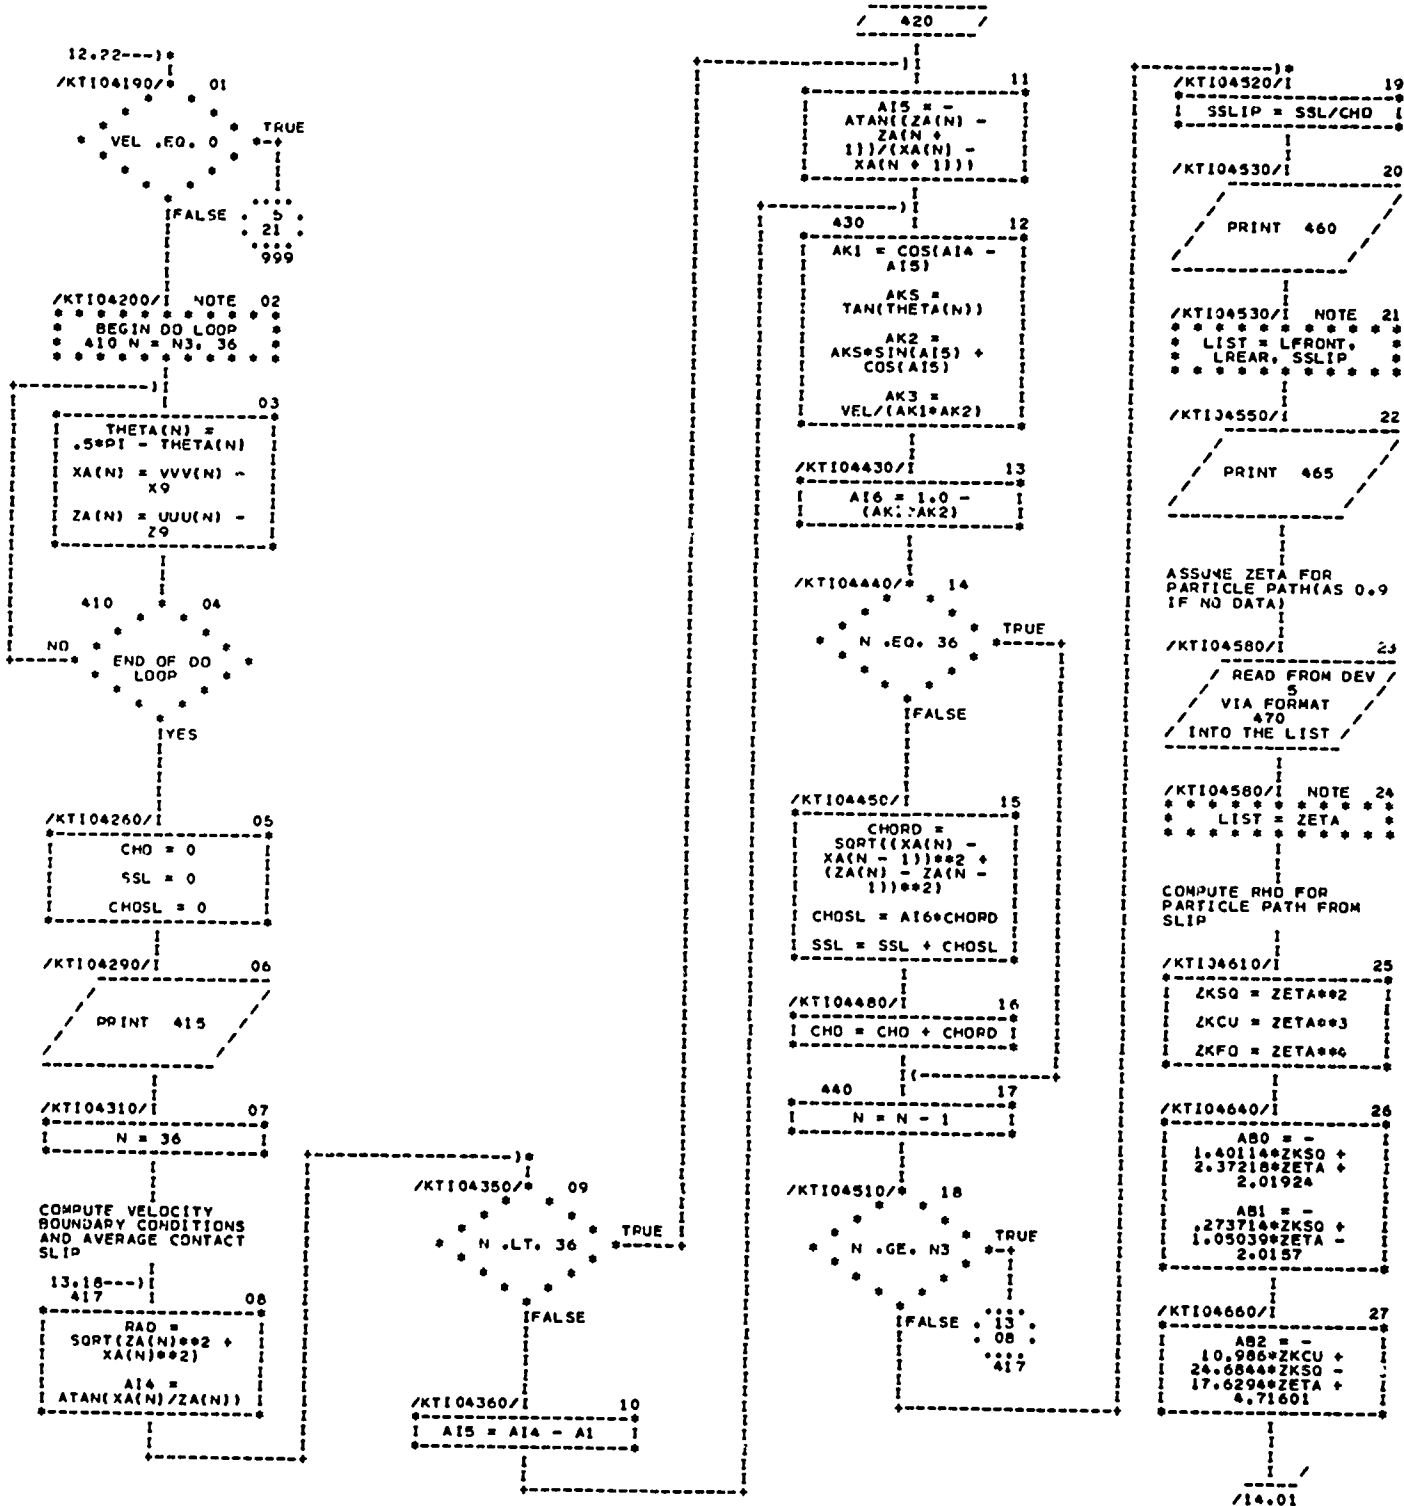 12.22---)*
/KTI04190/* 01
VEL .EQ. 0
TRUE
FALSE
5
21
999
/KTI04200/I NOTE 02
BEGIN DO LOOP
410 N = N3, 36
03
THETA(N) =
.5*PI - THETA(N)
XA(N) = VVV(N) -
X9
ZA(N) = UUU(N) -
Z9
410 04
NO
END OF DO
LOOP
YES
/KTI04260/I 05
CHO = 0
SSL = 0
CHOSL = 0
/KTI04290/I 06
PRINT 415
/KTI04310/I 07
N = 36
COMPUTE VELOCITY
BOUNDARY CONDITIONS
AND AVERAGE CONTACT
SLIP
13.18---)I
417 08
RAD =
SQRT(ZA(N)**2 +
XA(N)**2)
AI4 =
ATAN(XA(N)/ZA(N))
/KTI04350/* 09
N .LT. 36
TRUE
FALSE
/KTI04360/I 10
AI5 = AI4 - A1
420
11
AI5 = -
ATAN((ZA(N) -
ZA(N +
1))/(XA(N) -
XA(N + 1)))
430 12
AK1 = COS(AI4 -
AI5)
AKS =
TAN(THETA(N))
AK2 =
AKS*SIN(AI5) +
COS(AI5)
AK3 =
VEL/(AK1*AK2)
/KTI04430/I 13
AI6 = 1.0 -
/KTI04440/* 14
N .EQ. 36
TRUE
FALSE
/KTI04450/I 15
CHORD =
SQRT((XA(N) -
XA(N - 1))**2 +
(ZA(N) - ZA(N -
1))**2)
CHOSL = AI6*CHORD
SSL = SSL + CHOSL
/KTI04480/I 16
CHO = CHO + CHORD
440 17
N = N - 1
/KTI04510/* 18
N .GE. N3
TRUE
FALSE
13
08
417
/KTI04520/I 19
SSLIP = SSL/CHO
/KTI04530/I 20
PRINT 460
/KTI04530/I NOTE 21
LIST = LFRONT,
LREAR, SSLIP
/KTI04550/I 22
PRINT 465
ASSUME ZETA FOR
PARTICLE PATH(AS 0.9
IF NO DATA)
/KTI04580/I 23
READ FROM DEV
5
VIA FORMAT
470
INTO THE LIST
/KTI04580/I NOTE 24
LIST = ZETA
COMPUTE RHO FOR
PARTICLE PATH FROM
SLIP
/KTI04610/I 25
ZKSQ = ZETA**2
ZKCU = ZETA**3
ZKFO = ZETA**4
/KTI04640/I 26
AB0 = -
1.40114*ZKSQ +
2.37218*ZETA +
2.01924
AB1 = -
.273714*ZKSQ +
1.05039*ZETA -
2.0157
/KTI04660/I 27
AB2 = -
10.986*ZKCU +
24.6844*ZKSQ -
17.6294*ZETA +
4.71601
/14.01